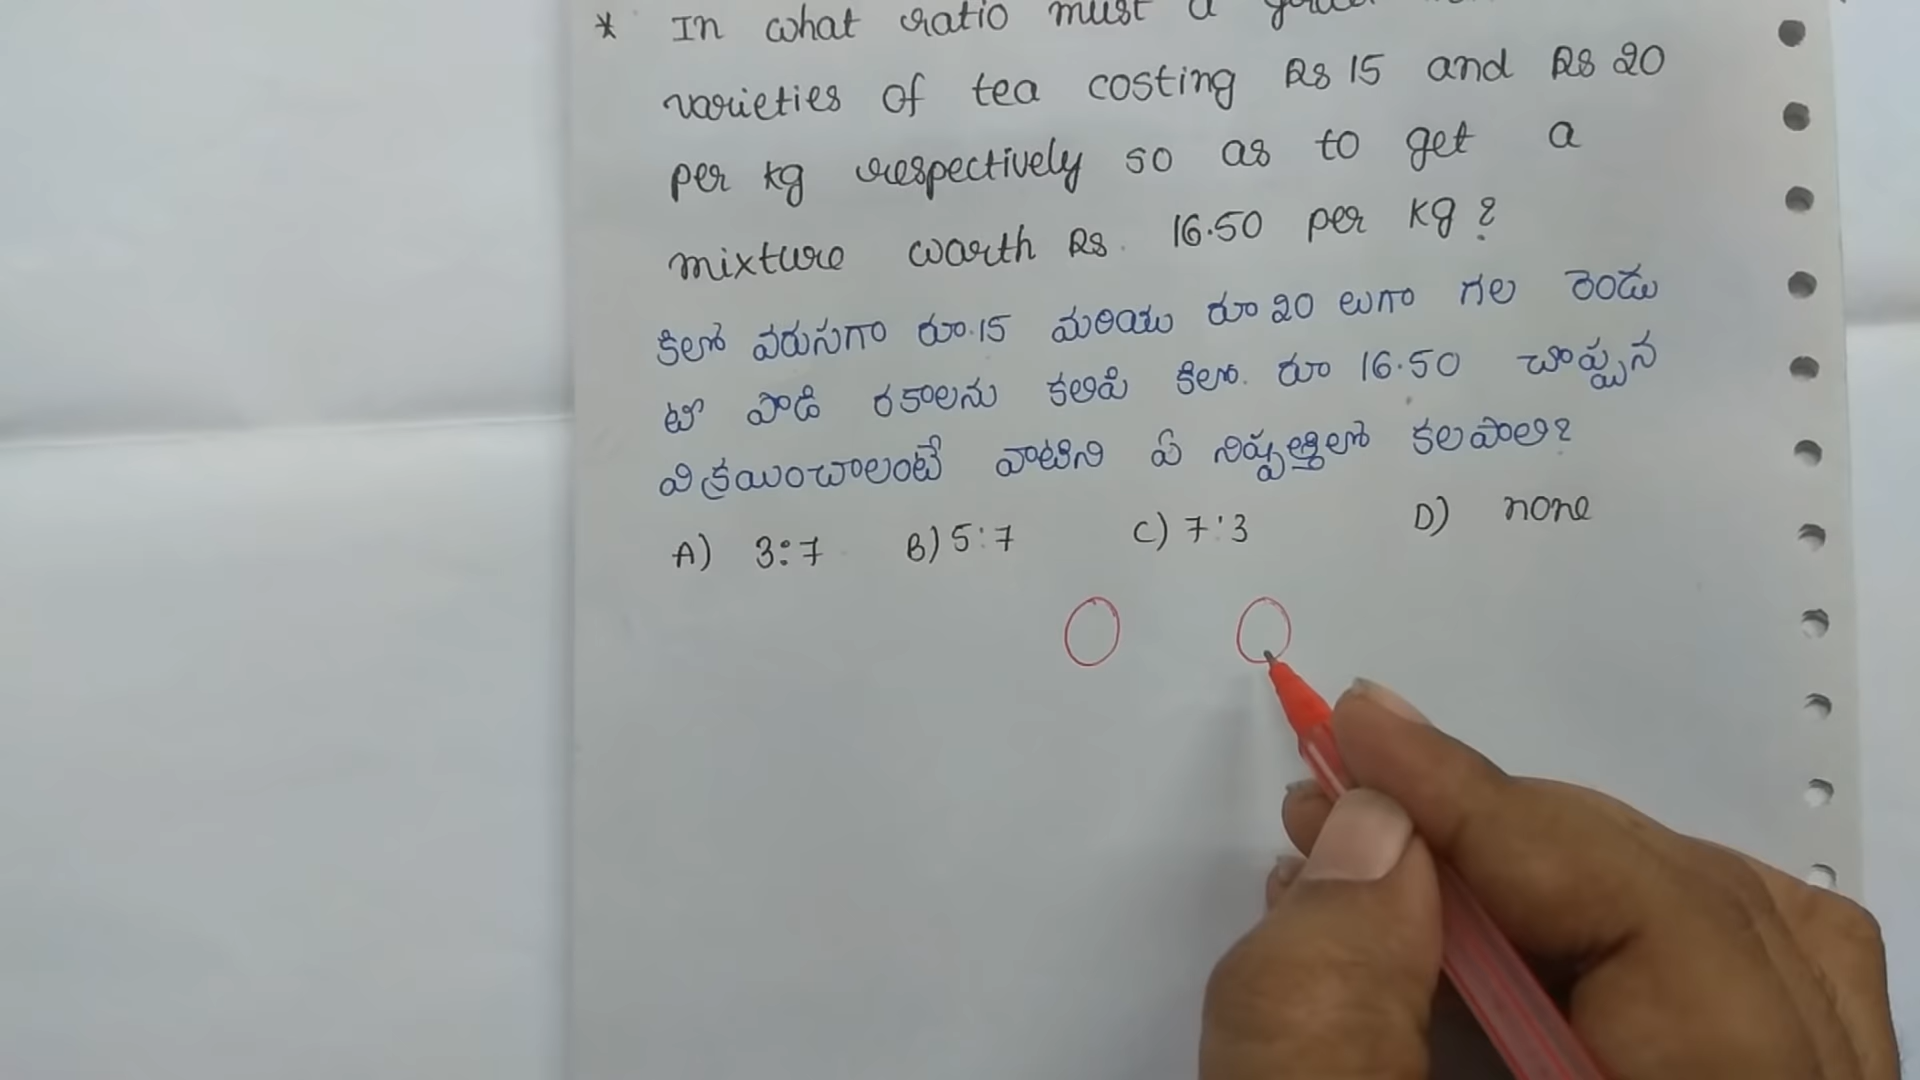 * In what ratio must a
varieties of tea costing Rs 15 and Rs 20
per kg respectively so as to get a
mixture worth Rs. 16.50 per kg?
కిలో వరుసగా రూ.15 మరియు రూ 20 లుగా గల రెండు
టీ పొడి రకాలను కలిపి కిలో. రూ 16.50 చొప్పున
విక్రయించాలంటే వాటిని ఏ నిష్పత్తిలో కలపాలి?
A) 3:7 B) 5:7 C) 7:3 D) none